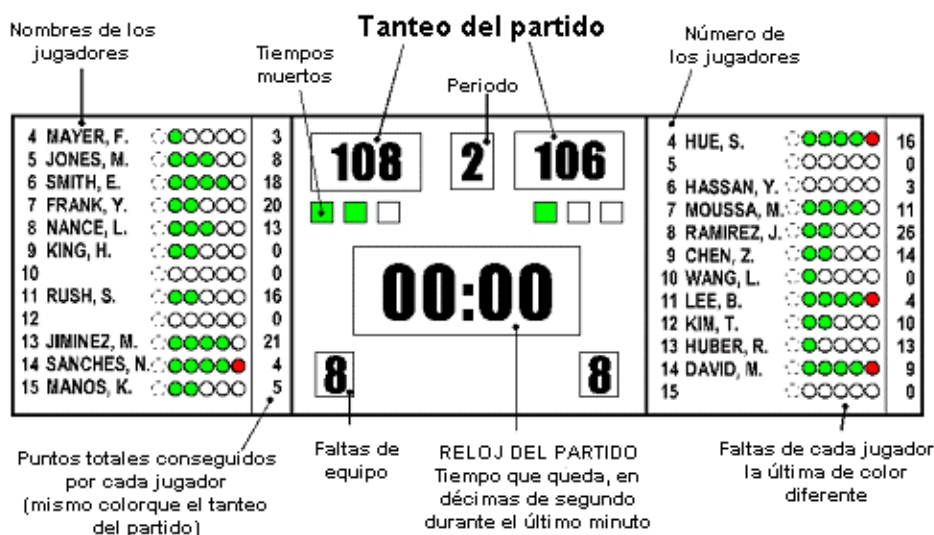 Nombres de los
jugadores
Tiempos
muertos
Tanteo del partido
Periodo
Número de
los jugadores
4 MAYER, F. 3
5 JONES, M. 8
6 SMITH, E. 18
7 FRANK, Y. 20
8 NANCE, L. 13
9 KING, H. 0
10 0
11 RUSH, S. 16
12 0
13 JIMINEZ, M. 21
14 SANCHES, N. 4
15 MANOS, K. 5
108
2
106
00:00
8
8
4 HUE, S. 16
5 0
6 HASSAN, Y. 3
7 MOUSSA, M. 11
8 RAMIREZ, J. 26
9 CHEN, Z. 14
10 WANG, L. 0
11 LEE, B. 4
12 KIM, T. 10
13 HUBER, R. 13
14 DAVID, M. 9
15 0
Puntos totales conseguidos
por cada jugador
(mismo colorque el tanteo
del partido)
Faltas de
equipo
RELOJ DEL PARTIDO
Tiempo que queda, en
décimas de segundo
durante el último minuto
Faltas de cada jugador
la última de color
diferente